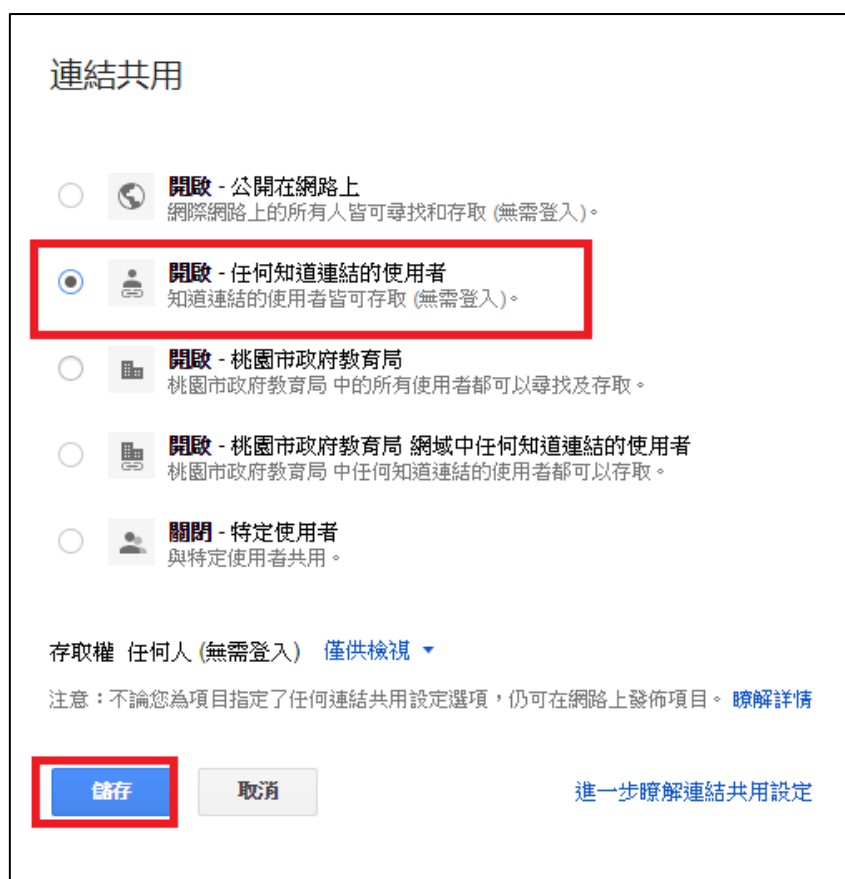 連結共用
開啟 - 公開在網路上
網際網路上的所有人皆可尋找和存取 (無需登入)。
開啟 - 任何知道連結的使用者
知道連結的使用者皆可存取 (無需登入)。
開啟 - 桃園市政府教育局
桃園市政府教育局 中的所有使用者都可以尋找及存取。
開啟 - 桃園市政府教育局 網域中任何知道連結的使用者
桃園市政府教育局 中任何知道連結的使用者都可以存取。
關閉 - 特定使用者
與特定使用者共用。
存取權 任何人 (無需登入) 僅供檢視
注意：不論您為項目指定了任何連結共用設定選項，仍可在網路上發佈項目。 瞭解詳情
儲存 取消 進一步瞭解連結共用設定